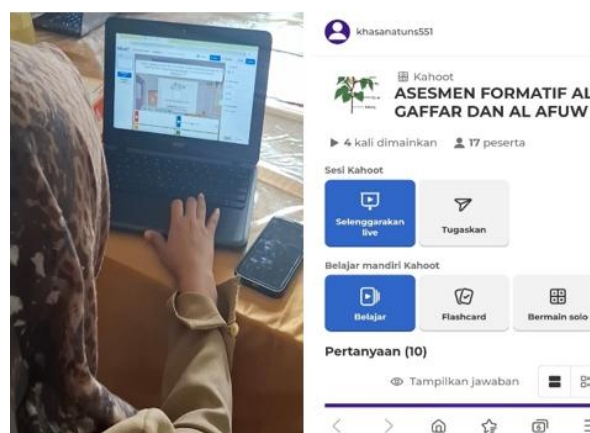 khasanatuns551
Kahoot
ASESMEN FORMATIF AL
GAFFAR DAN AL AFUW
4 kali dimainkan 17 peserta
Sesi Kahoot
Selenggarakan
live
Tugaskan
Belajar mandiri Kahoot
Belajar
Flashcard
Bermain solo
Pertanyaan (10)
Tampilkan jawaban
6